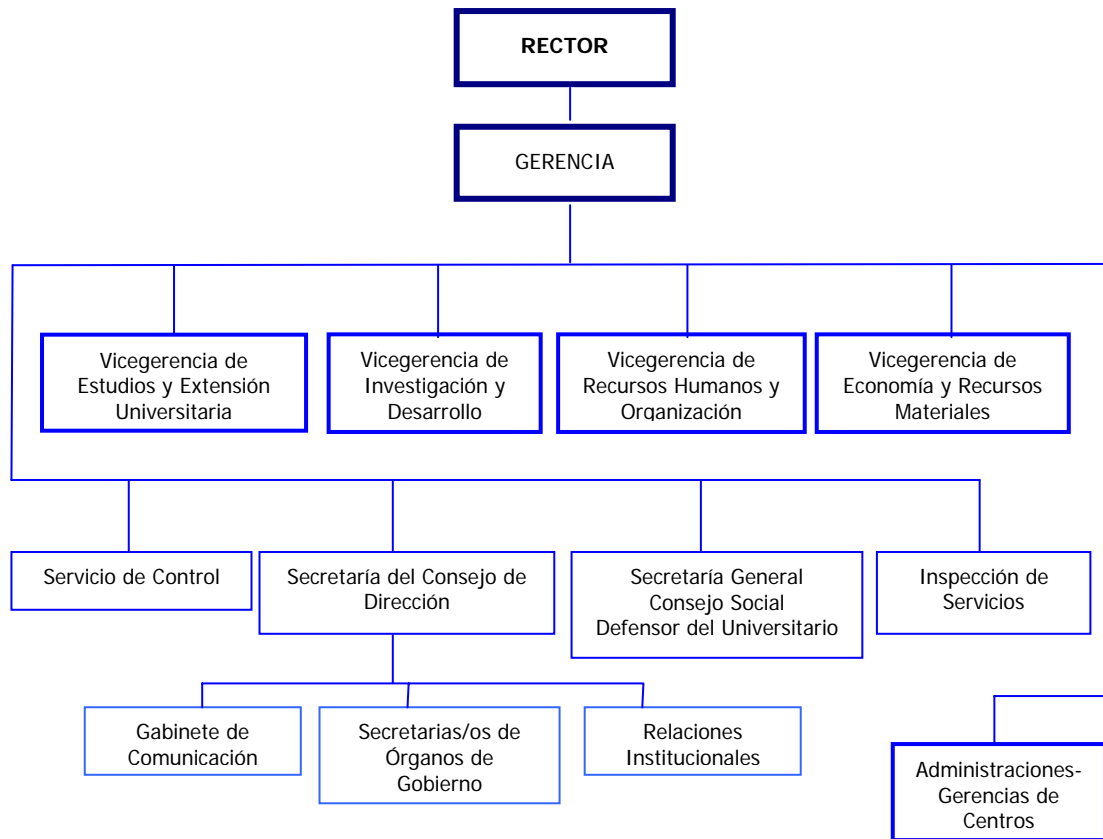 RECTOR
GERENCIA
Vicegerencia de
Estudios y Extensión
Universitaria
Vicegerencia de
Investigación y
Desarrollo
Vicegerencia de
Recursos Humanos y
Organización
Vicegerencia de
Economía y Recursos
Materiales
Servicio de Control
Secretaría del Consejo de
Dirección
Secretaría General
Consejo Social
Defensor del Universitario
Inspección de
Servicios
Gabinete de
Comunicación
Secretarias/os de
Órganos de
Gobierno
Relaciones
Institucionales
Administraciones-
Gerencias de
Centros